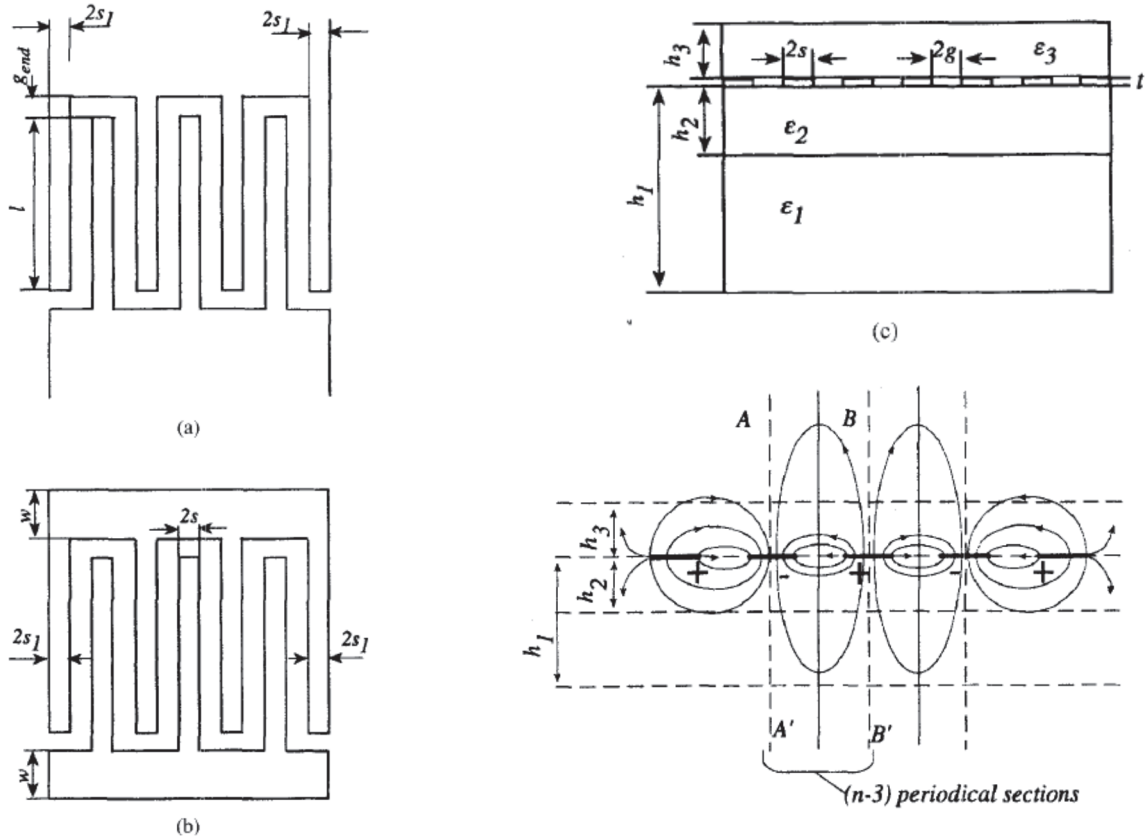 2s1
2s1
gend
l
(a)
w
2s
2s1
2s1
w
(b)
h3
2s
2g
ε3
t
h2
ε2
h1
ε1
(c)
A
B
h3
+
-
+
-
+
h2
h1
A'
B'
(n-3) periodical sections